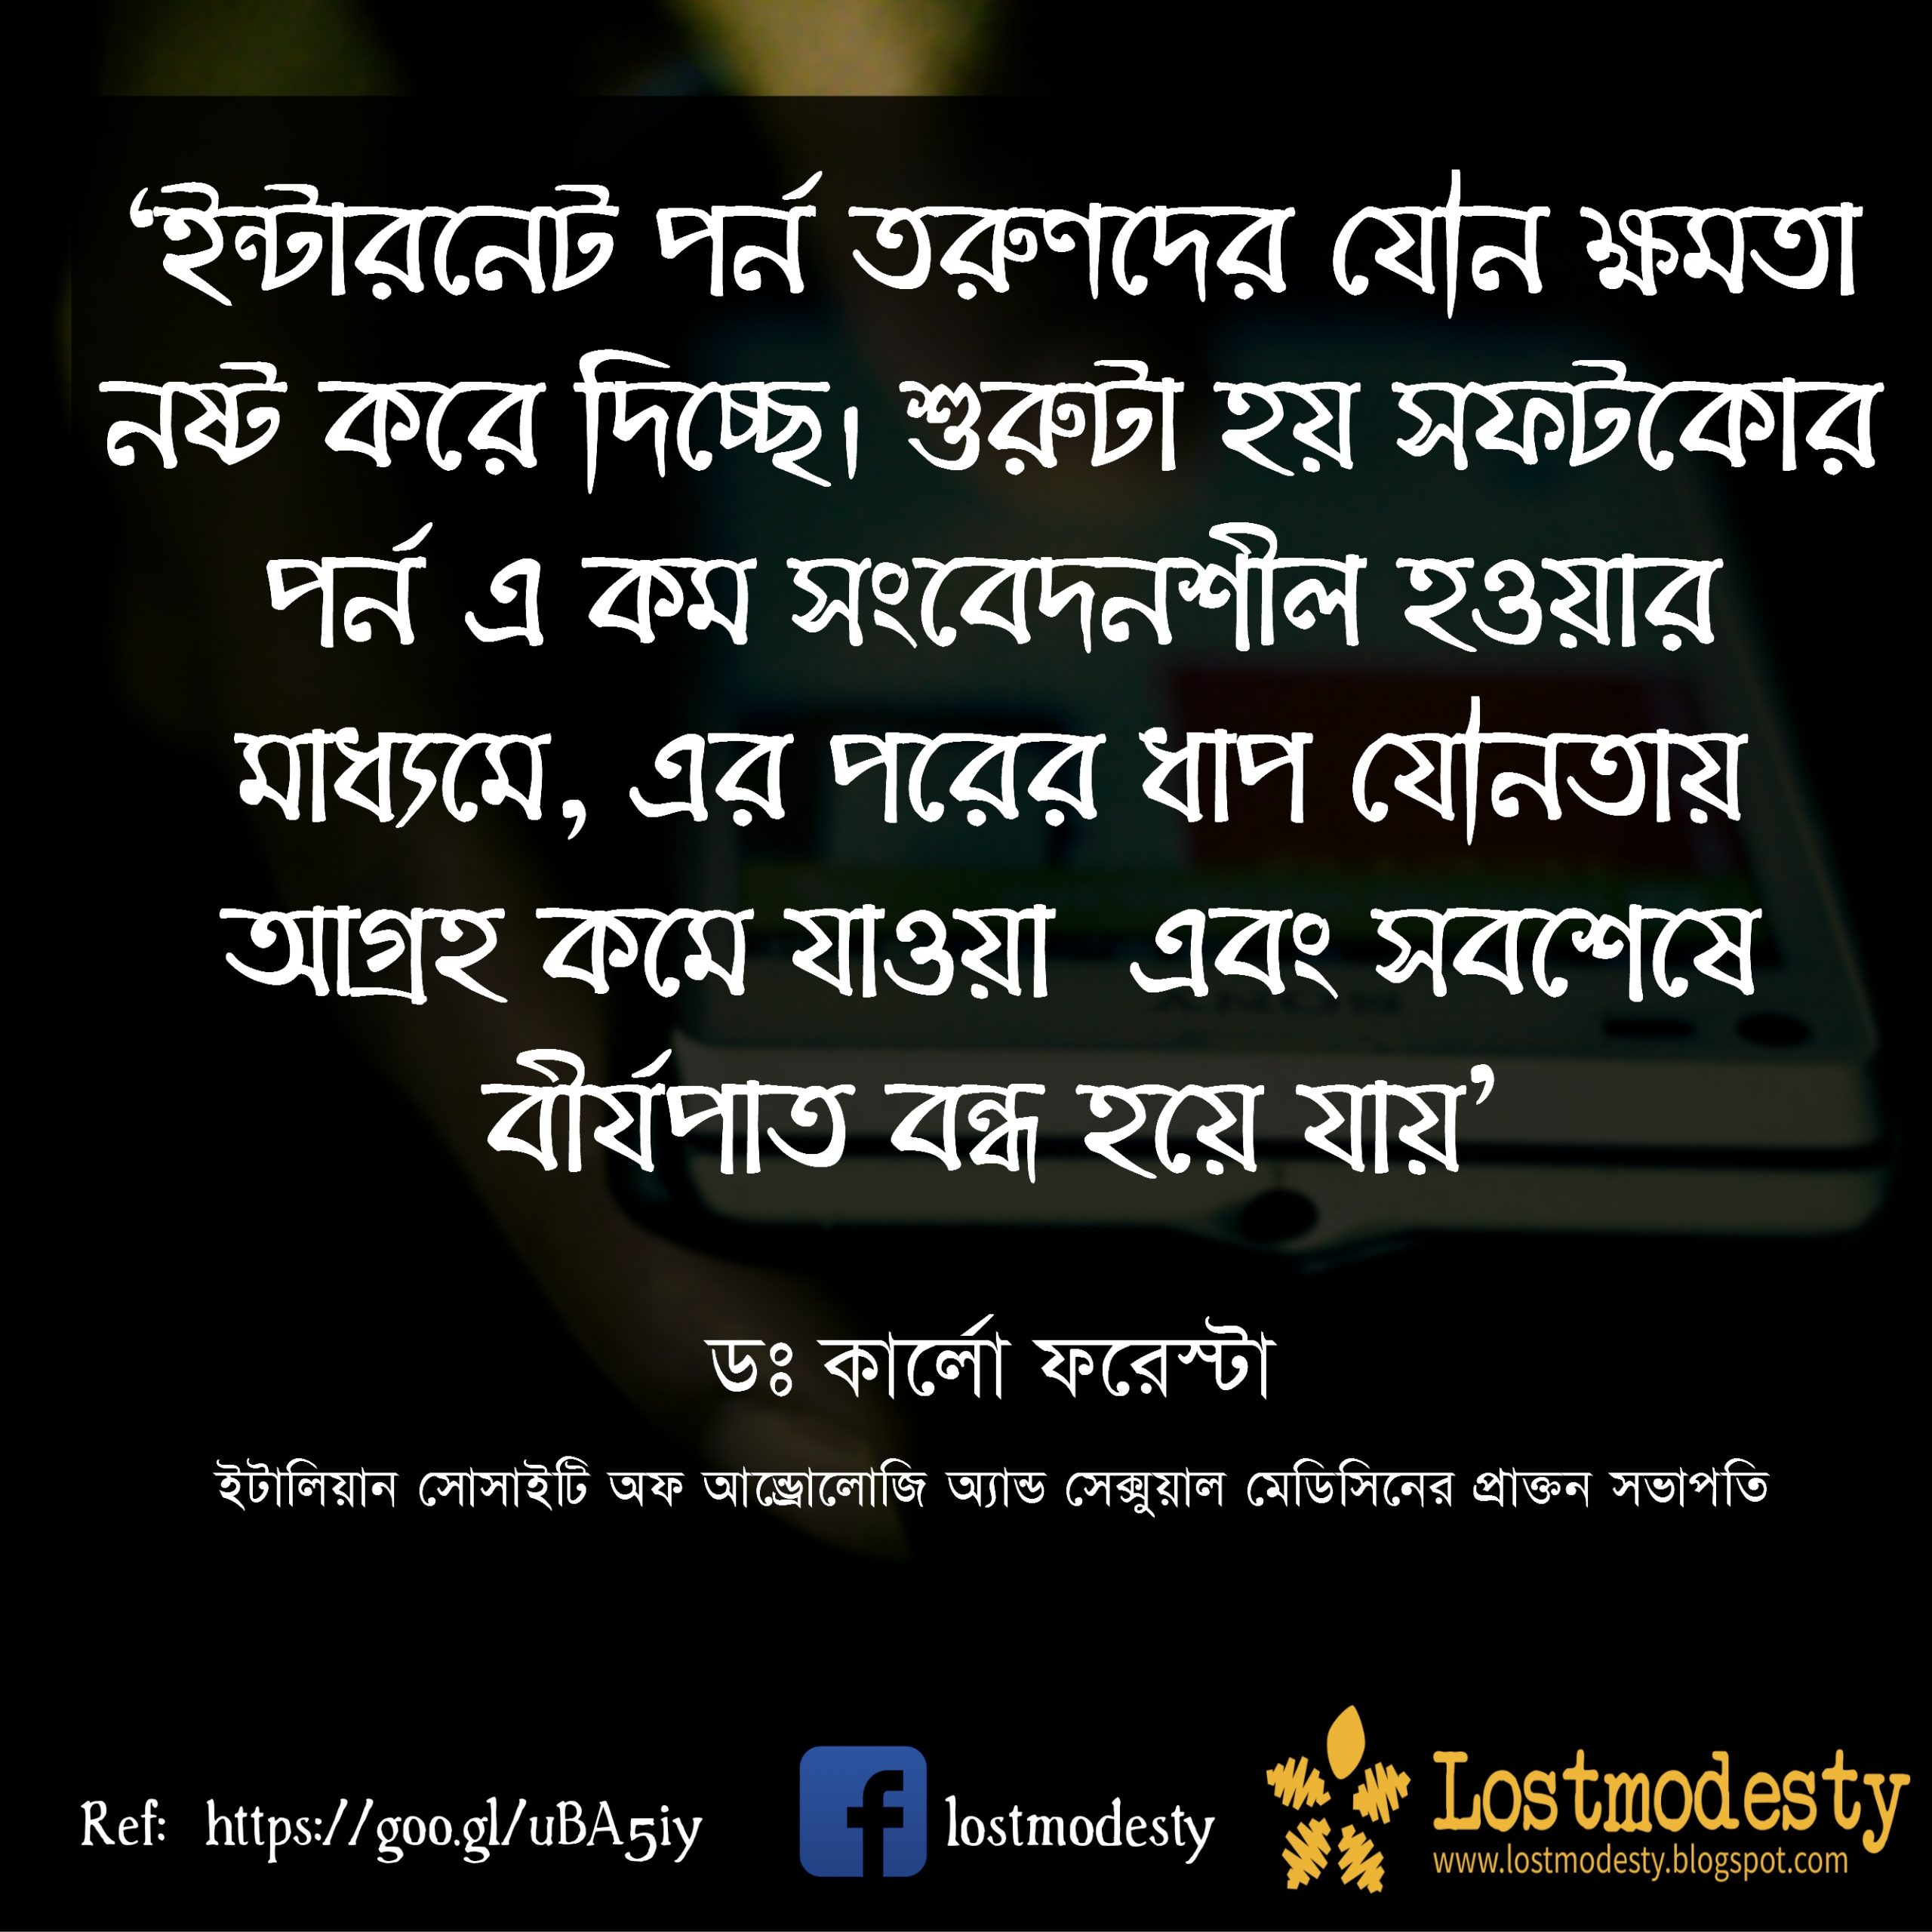 ‘ইন্টারনেট পর্ন তরুণদের যৌন ক্ষমতা
নষ্ট করে দিচ্ছে। শুরুটা হয় সফটকোর
পর্ন এ কম সংবেদনশীল হওয়ার
মাধ্যমে, এর পরের ধাপ যৌনতায়
আগ্রহ কমে যাওয়া এবং সবশেষে
বীর্যপাত বন্ধ হয়ে যায়’
ডঃ কার্লো ফরেস্টা
ইটালিয়ান সোসাইটি অফ আন্ড্রোলোজি অ্যান্ড সেক্সুয়াল মেডিসিনের প্রাক্তন সভাপতি
Ref: https://goo.gl/uBA5iy
f lostmodesty
Lostmodesty
www.lostmodesty.blogspot.com
SONY